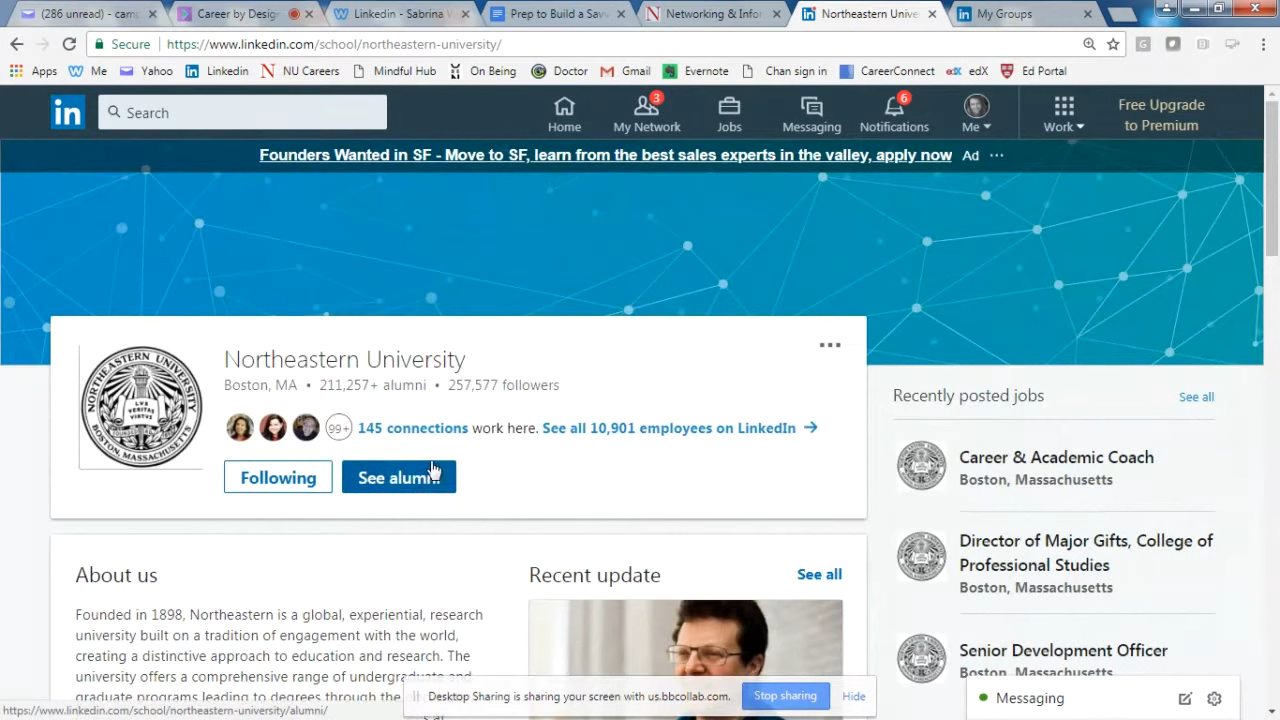 (286 unread) - cam
Career by Desig
Linkedin - Sabrina W
Prep to Build a Savv
Networking & Infor
Northeastern Unive
My Groups
Secure
https://www.linkedin.com/school/northeastern-university/
Apps
Me
Yahoo
Linkedin
NU Careers
Mindful Hub
On Being
Doctor
Gmail
Evernote
Chan sign in
CareerConnect
edX
Ed Portal
in
Search
Home
3
My Network
Jobs
Messaging
6
Notifications
Me
Work
Free Upgrade
to Premium
Founders Wanted in SF - Move to SF, learn from the best sales experts in the valley, apply now
Ad
NORTHEASTERN UNIVERSITY
LUX
VERITAS
VIRTUS
BOSTON, MASSACHUSETTS
Northeastern University
Boston, MA • 211,257+ alumni • 257,577 followers
99+
145 connections work here. See all 10,901 employees on LinkedIn →
Following
See alumni
Recently posted jobs
See all
Career & Academic Coach
Boston, Massachusetts
Director of Major Gifts, College of
Professional Studies
Boston, Massachusetts
Senior Development Officer
Boston, Massachusetts
About us
Founded in 1898, Northeastern is a global, experiential, research
university built on a tradition of engagement with the world,
creating a distinctive approach to education and research. The
university offers a comprehensive range of undergraduate
graduate programs leading to degrees through the
Recent update
See all
Desktop Sharing is sharing your screen with us.bbcollab.com.
Stop sharing
Hide
Messaging
https://www.linkedin.com/school/northeastern-university/alumni/